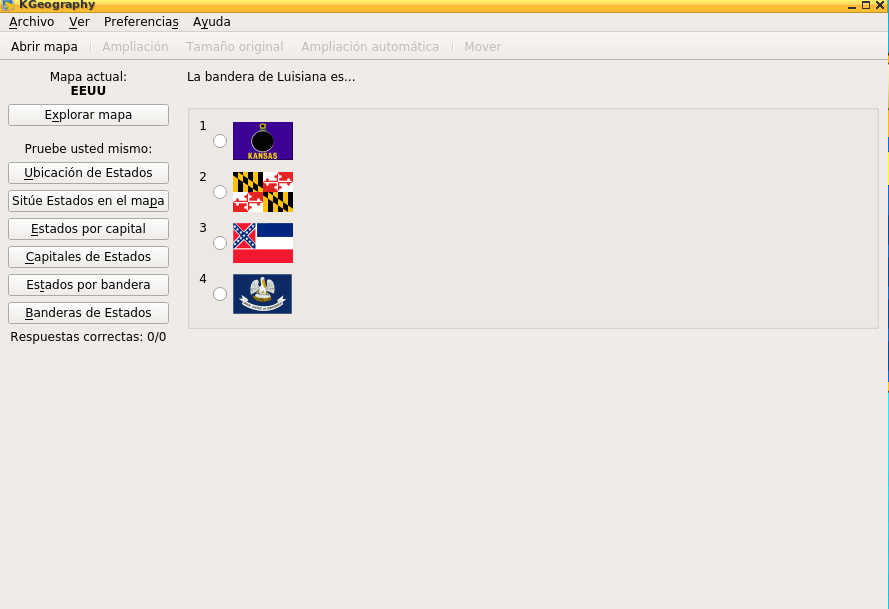 KGeography
Archivo Ver Preferencias Ayuda
Abrir mapa Ampliación Tamaño original Ampliación automática Mover
Mapa actual:
EEUU
Explorar mapa
Pruebe usted mismo:
Ubicación de Estados
Sitúe Estados en el mapa
Estados por capital
Capitales de Estados
Estados por bandera
Banderas de Estados
Respuestas correctas: 0/0
La bandera de Luisiana es...
1
KANSAS
2
3
4